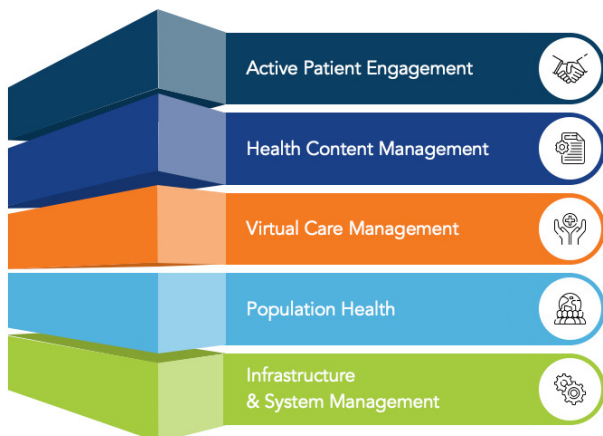 Active Patient Engagement
Health Content Management
Virtual Care Management
Population Health
Infrastructure
& System Management